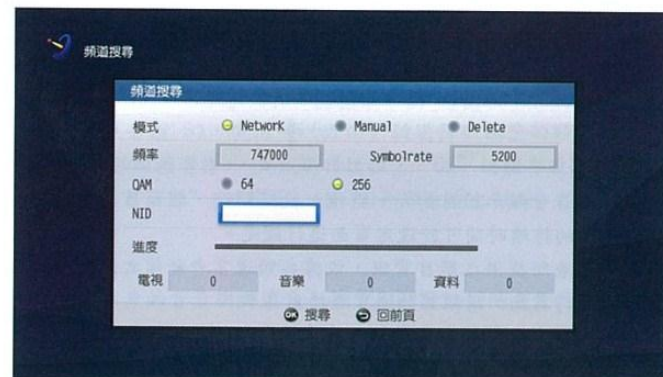 頻道搜尋
頻道搜尋
模式 Network Manual Delete
頻率 747000 Symbolrate 5200
QAM 64 256
NID
進度
電視 0 音樂 0 資料 0
OK 搜尋 回前頁